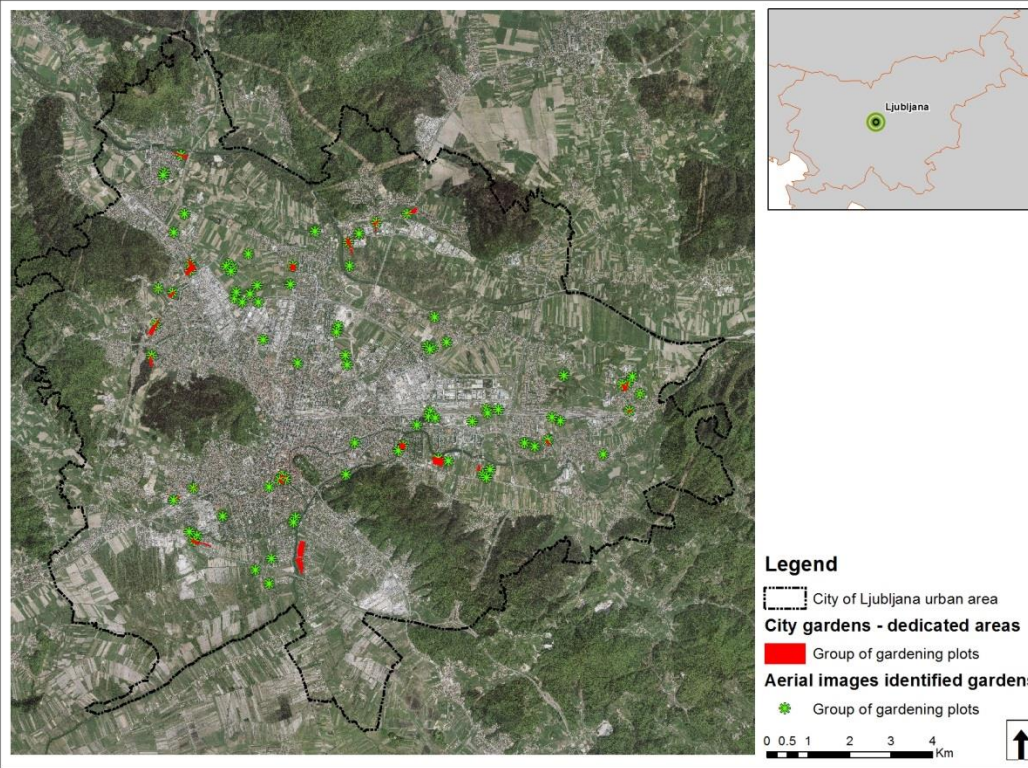 Ljubljana
Legend
City of Ljubljana urban area
City gardens - dedicated areas
Group of gardening plots
Aerial images identified gardens
Group of gardening plots
0 0.5 1 2 3 4
Km